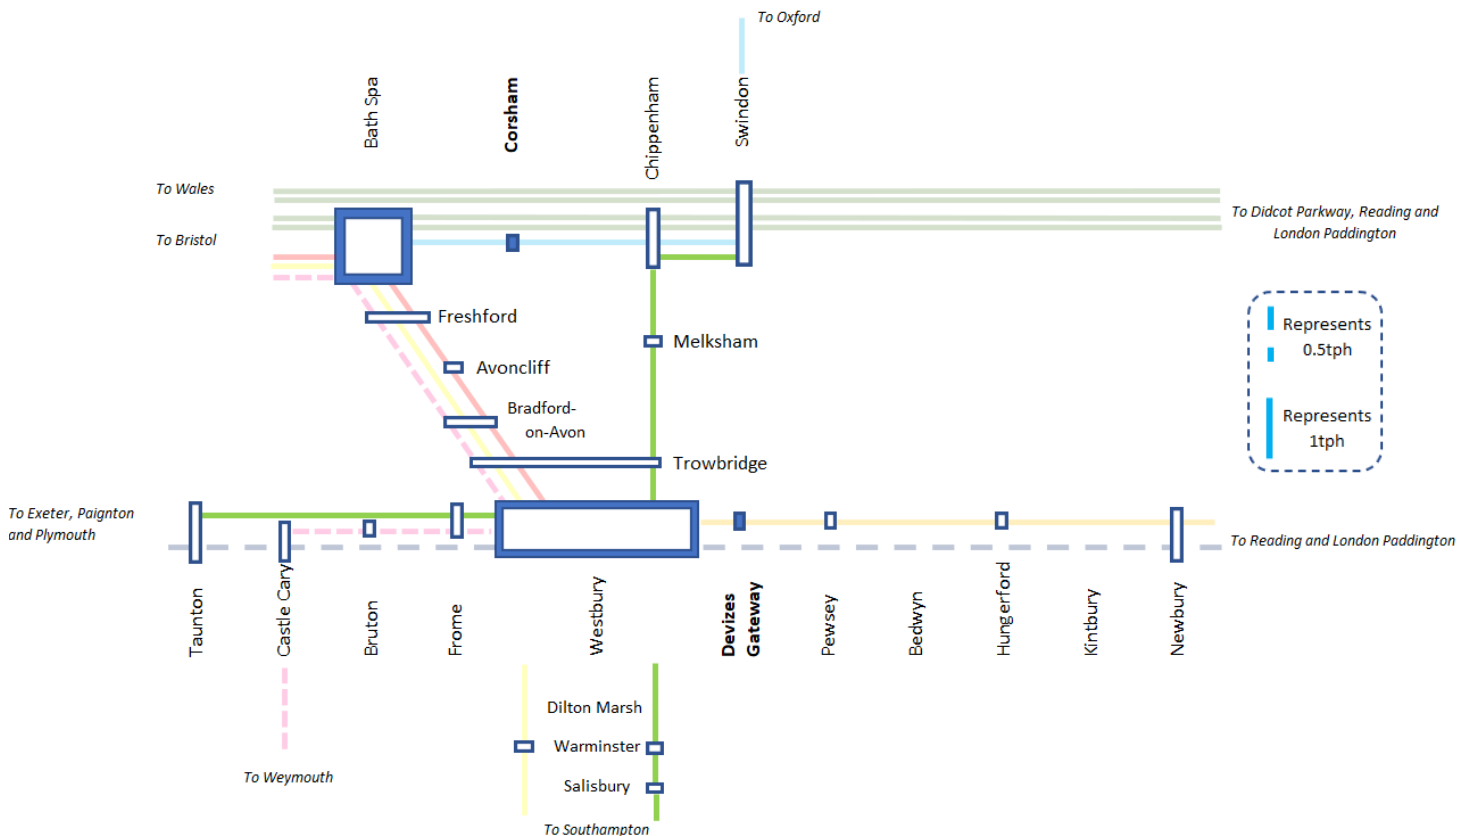 To Oxford
Bath Spa
Corsham
Chippenham
Swindon
To Wales
To Bristol
To Didcot Parkway, Reading and
London Paddington
Freshford
Melksham
Avoncliff
Bradford-
on-Avon
Trowbridge
Represents
0.5tph
Represents
1tph
To Exeter, Paignton
and Plymouth
To Reading and London Paddington
Taunton
Castle Cary
Bruton
Frome
Westbury
Devizes
Gateway
Pewsey
Bedwyn
Hungerford
Kintbury
Newbury
Dilton Marsh
Warminster
Salisbury
To Weymouth
To Southampton